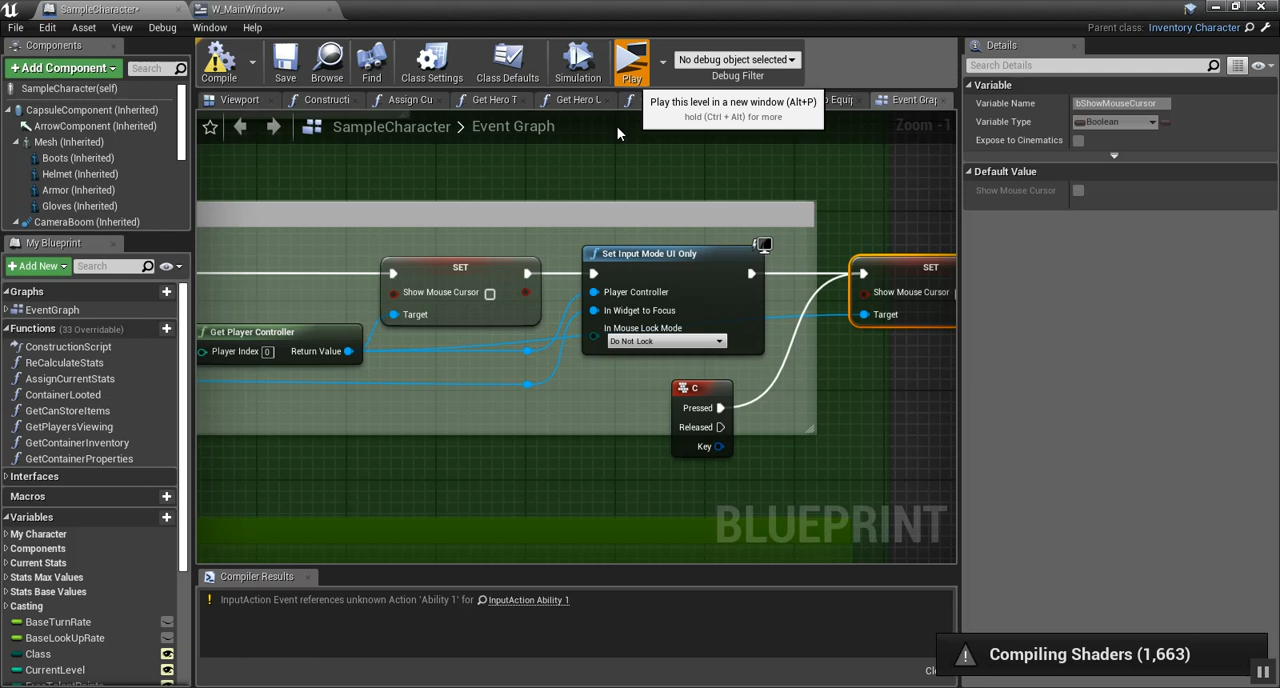 SampleCharacter*
W_MainWindow*
File Edit Asset View Debug Window Help
Parent class: Inventory Character
Components
+ Add Component
Search
SampleCharacter(self)
CapsuleComponent (Inherited)
ArrowComponent (Inherited)
Mesh (Inherited)
Boots (Inherited)
Helmet (Inherited)
Armor (Inherited)
Gloves (Inherited)
CameraBoom (Inherited)
My Blueprint
+ Add New
Search
Graphs
EventGraph
Functions (33 Overridable)
ConstructionScript
ReCalculateStats
AssignCurrentStats
ContainerLooted
GetCanStoreItems
GetPlayersViewing
GetContainerInventory
GetContainerProperties
Interfaces
Macros
Variables
My Character
Components
Current Stats
Stats Max Values
Stats Base Values
Casting
BaseTurnRate
BaseLookUpRate
Class
CurrentLevel
Compile
Save
Browse
Find
Class Settings
Class Defaults
Simulation
Play
No debug object selected
Debug Filter
Viewport
Constructi
Assign Cu
Get Hero T
Get Hero L
o Equip
Event Grap
Play this level in a new window (Alt+P)
hold (Ctrl + Alt) for more
SampleCharacter > Event Graph
Zoom -1
SET
Show Mouse Cursor
Target
Get Player Controller
Player Index 0 Return Value
Set Input Mode UI Only
Player Controller
In Widget to Focus
In Mouse Lock Mode
Do Not Lock
C
Pressed
Released
Key
SET
Show Mouse Cursor
Target
BLUEPRINT
Compiler Results
InputAction Event references unknown Action 'Ability 1' for InputAction Ability 1
Details
Search Details
Variable
Variable Name bShowMouseCursor
Variable Type Boolean
Expose to Cinematics
Default Value
Show Mouse Cursor
Compiling Shaders (1,663)